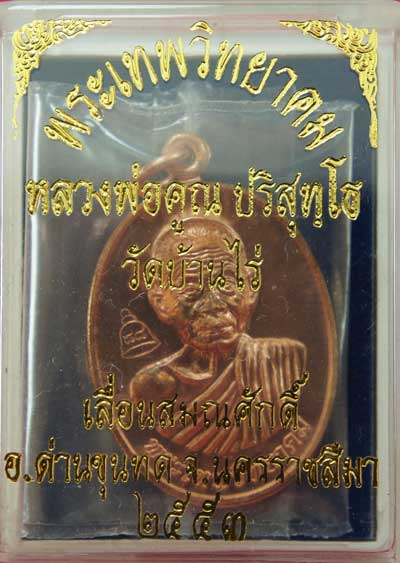 พระเทพวิทยาคม
หลวงพ่อคูณ ปริสุทฺโธ
วัดบ้านไร่
เลื่อนสมณศักดิ์
อ.ด่านขุนทด จ.นครราชสีมา
๒๕๕๓